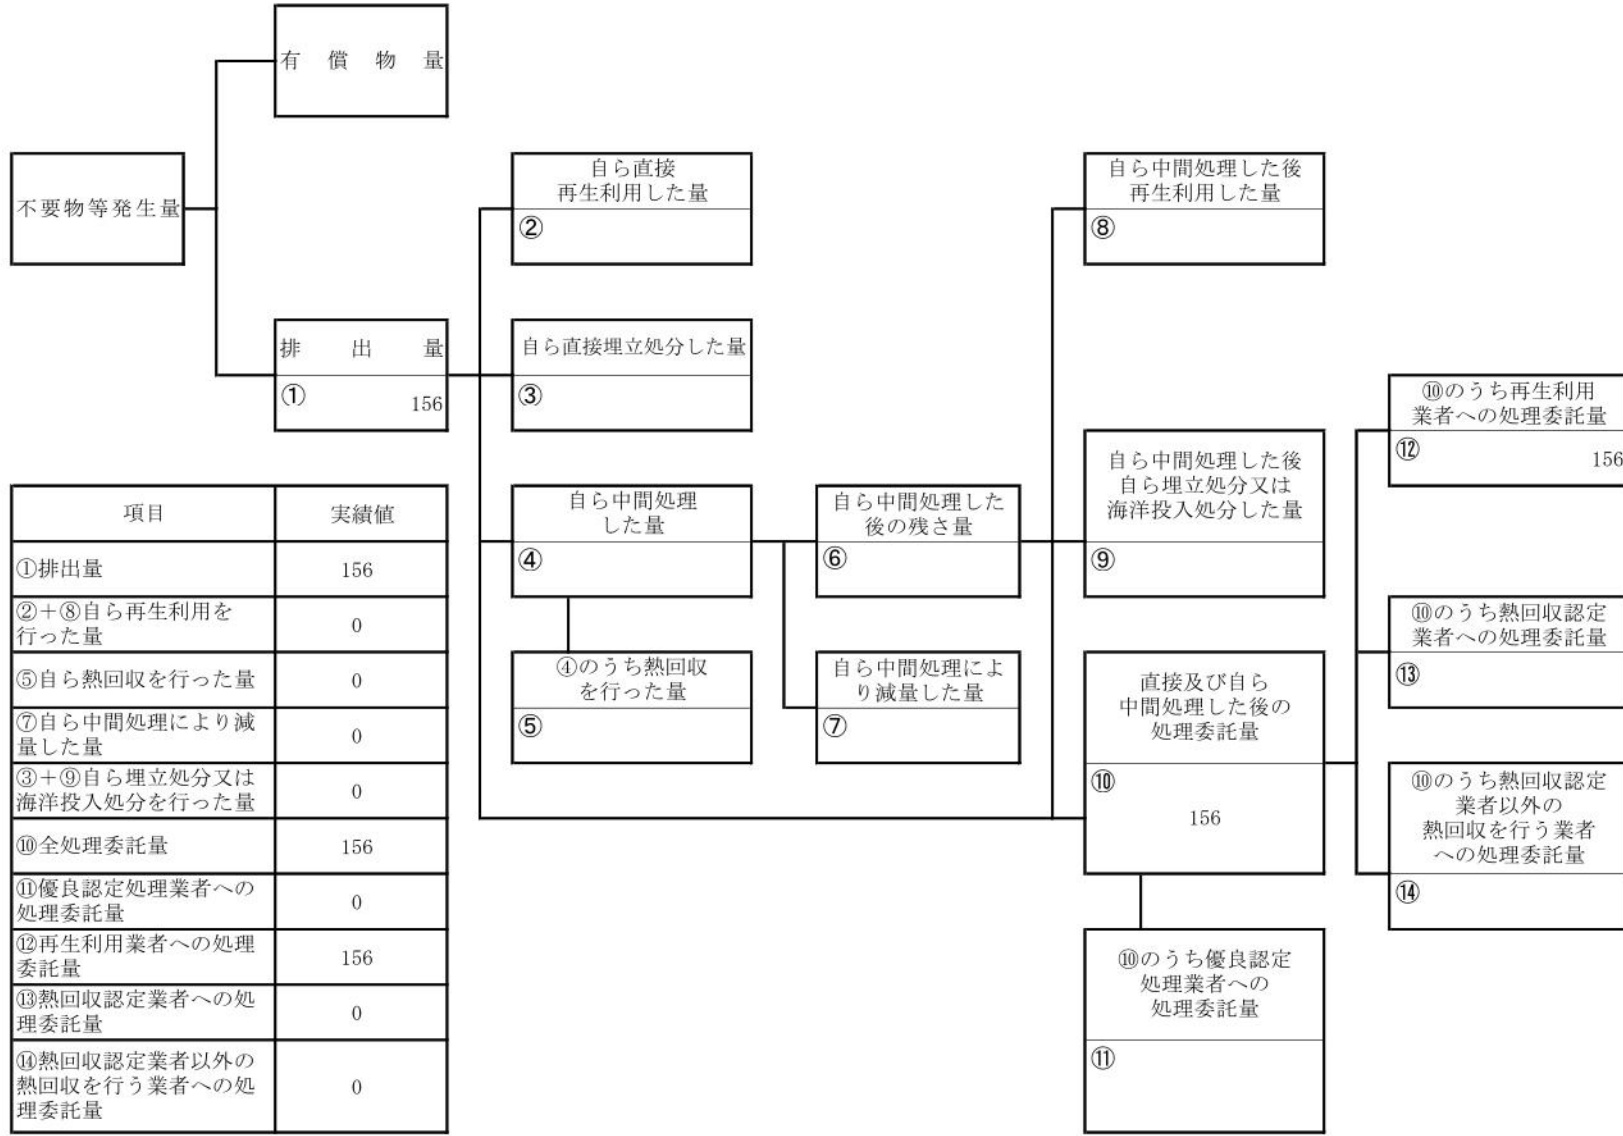 有償物量
不要物等発生量
排出量
①
156
自ら直接
再生利用した量
②
自ら直接埋立処分した量
③
自ら中間処理
した量
④
④のうち熱回収
を行った量
⑤
自ら中間処理した
後の残さ量
⑥
自ら中間処理によ
り減量した量
⑦
自ら中間処理した後
再生利用した量
⑧
自ら中間処理した後
自ら埋立処分又は
海洋投入処分した量
⑨
直接及び自ら
中間処理した後の
処理委託量
⑩
156
⑩のうち優良認定
処理業者への
処理委託量
⑪
⑩のうち再生利用
業者への処理委託量
⑫
156
⑩のうち熱回収認定
業者への処理委託量
⑬
⑩のうち熱回収認定
業者以外の
熱回収を行う業者
への処理委託量
⑭
項目 実績値
①排出量 156
②+⑧自ら再生利用を
行った量
0
⑤自ら熱回収を行った量 0
⑦自ら中間処理により減
量した量
0
③+⑨自ら埋立処分又は
海洋投入処分を行った量
0
⑩全処理委託量 156
⑪優良認定処理業者への
処理委託量
0
⑫再生利用業者への処理
委託量
156
⑬熱回収認定業者への処
理委託量
0
⑭熱回収認定業者以外の
熱回収を行う業者への処
理委託量
0